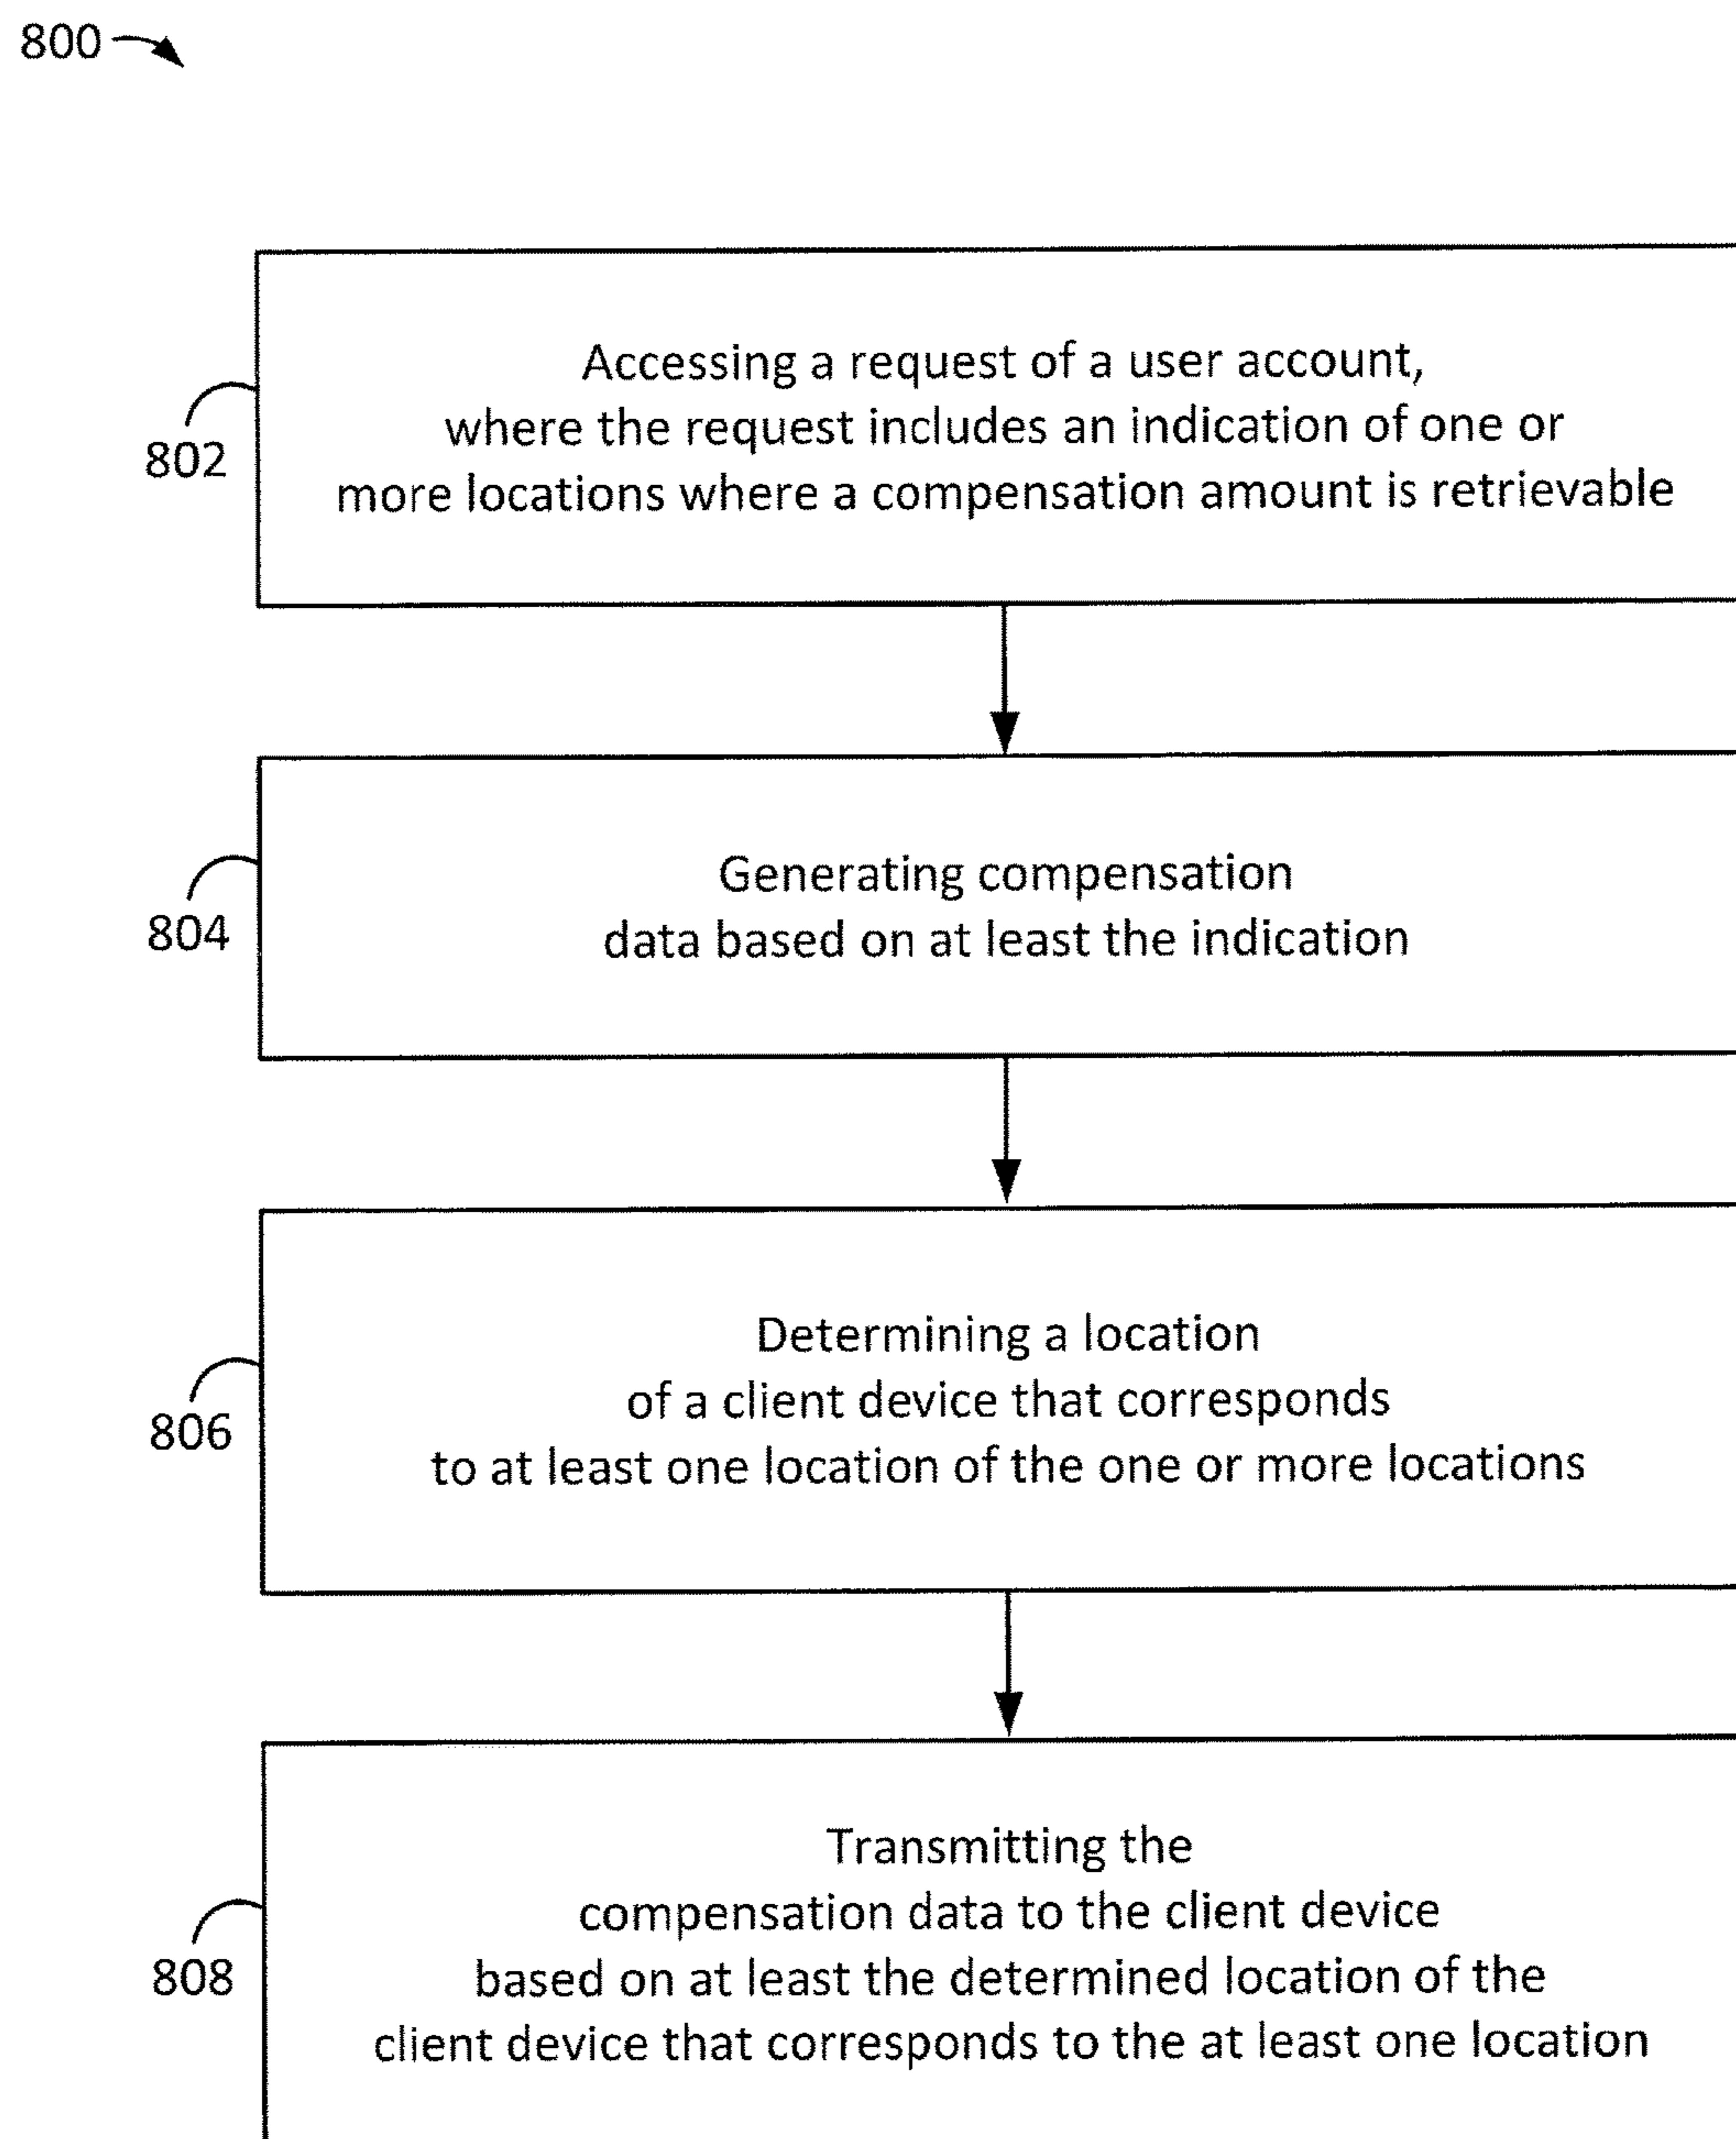 800
Accessing a request of a user account,
where the request includes an indication of one or
more locations where a compensation amount is retrievable
802
Generating compensation
data based on at least the indication
804
Determining a location
of a client device that corresponds
to at least one location of the one or more locations
806
Transmitting the
compensation data to the client device
based on at least the determined location of the
client device that corresponds to the at least one location
808